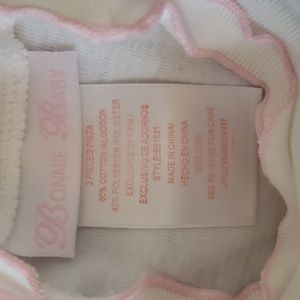 BONNIE BABY
2 PIECE/2 PIEZA
60% COTTON/ALGODON
40% POLYESTER/POLIESTER
EXCLUSIVE OF TRIM/
EXCLUSIVO DE ADORNOS
MADE IN CHINA/
HECHO EN CHINA
SEE REVERSE FOR CARE